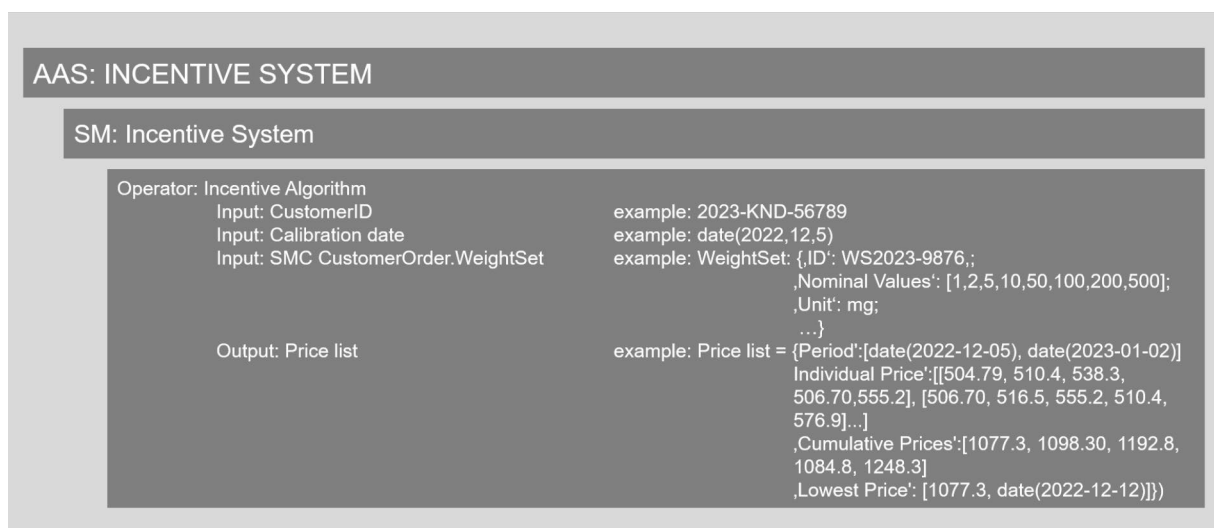 AAS: INCENTIVE SYSTEM
SM: Incentive System
Operator: Incentive Algorithm
Input: CustomerID example: 2023-KND-56789
Input: Calibration date example: date(2022,12,5)
Input: SMC CustomerOrder.WeightSet example: WeightSet: {‚ID‘: WS2023-9876,;
‚Nominal Values‘: [1,2,5,10,50,100,200,500];
‚Unit‘: mg;
…}
Output: Price list example: Price list = {Period':[date(2022-12-05), date(2023-01-02)]
Individual Price':[[504.79, 510.4, 538.3,
506.70,555.2], [506.70, 516.5, 555.2, 510.4,
576.9]...]
‚Cumulative Prices':[1077.3, 1098.30, 1192.8,
1084.8, 1248.3]
‚Lowest Price': [1077.3, date(2022-12-12)]})